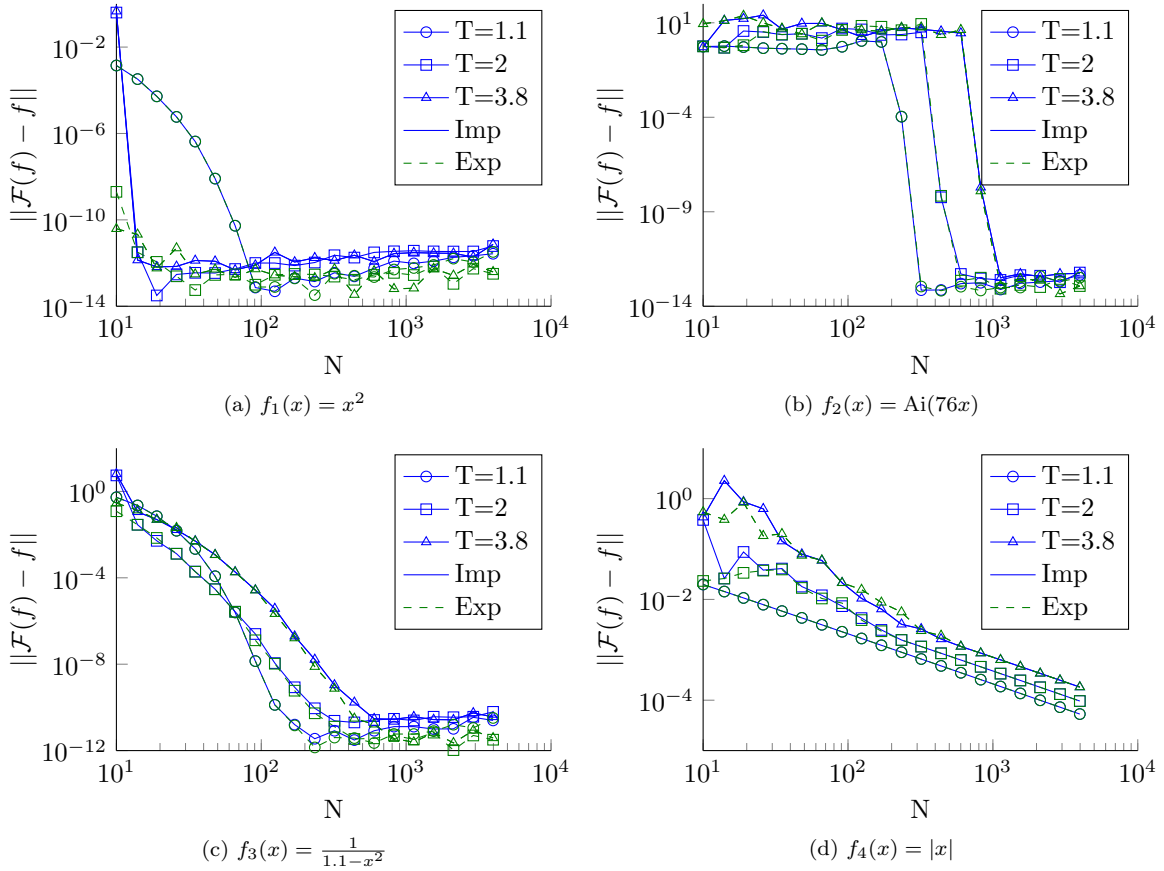 10^{-2}
10^{-6}
10^{-10}
10^{-14}
||\mathcal{F}(f) − f||
T=1.1
T=2
T=3.8
Imp
Exp
10^1 10^2 10^3 10^4
N
(a) f_1(x) = x^2
10^1
10^{-4}
10^{-9}
10^{-14}
||\mathcal{F}(f) − f||
T=1.1
T=2
T=3.8
Imp
Exp
10^1 10^2 10^3 10^4
N
(b) f_2(x) = Ai(76x)
10^0
10^{-4}
10^{-8}
10^{-12}
||\mathcal{F}(f) − f||
T=1.1
T=2
T=3.8
Imp
Exp
10^1 10^2 10^3 10^4
N
(c) f_3(x) = \frac{1}{1.1−x^2}
10^0
10^{-2}
10^{-4}
||\mathcal{F}(f) − f||
T=1.1
T=2
T=3.8
Imp
Exp
10^1 10^2 10^3 10^4
N
(d) f_4(x) = |x|